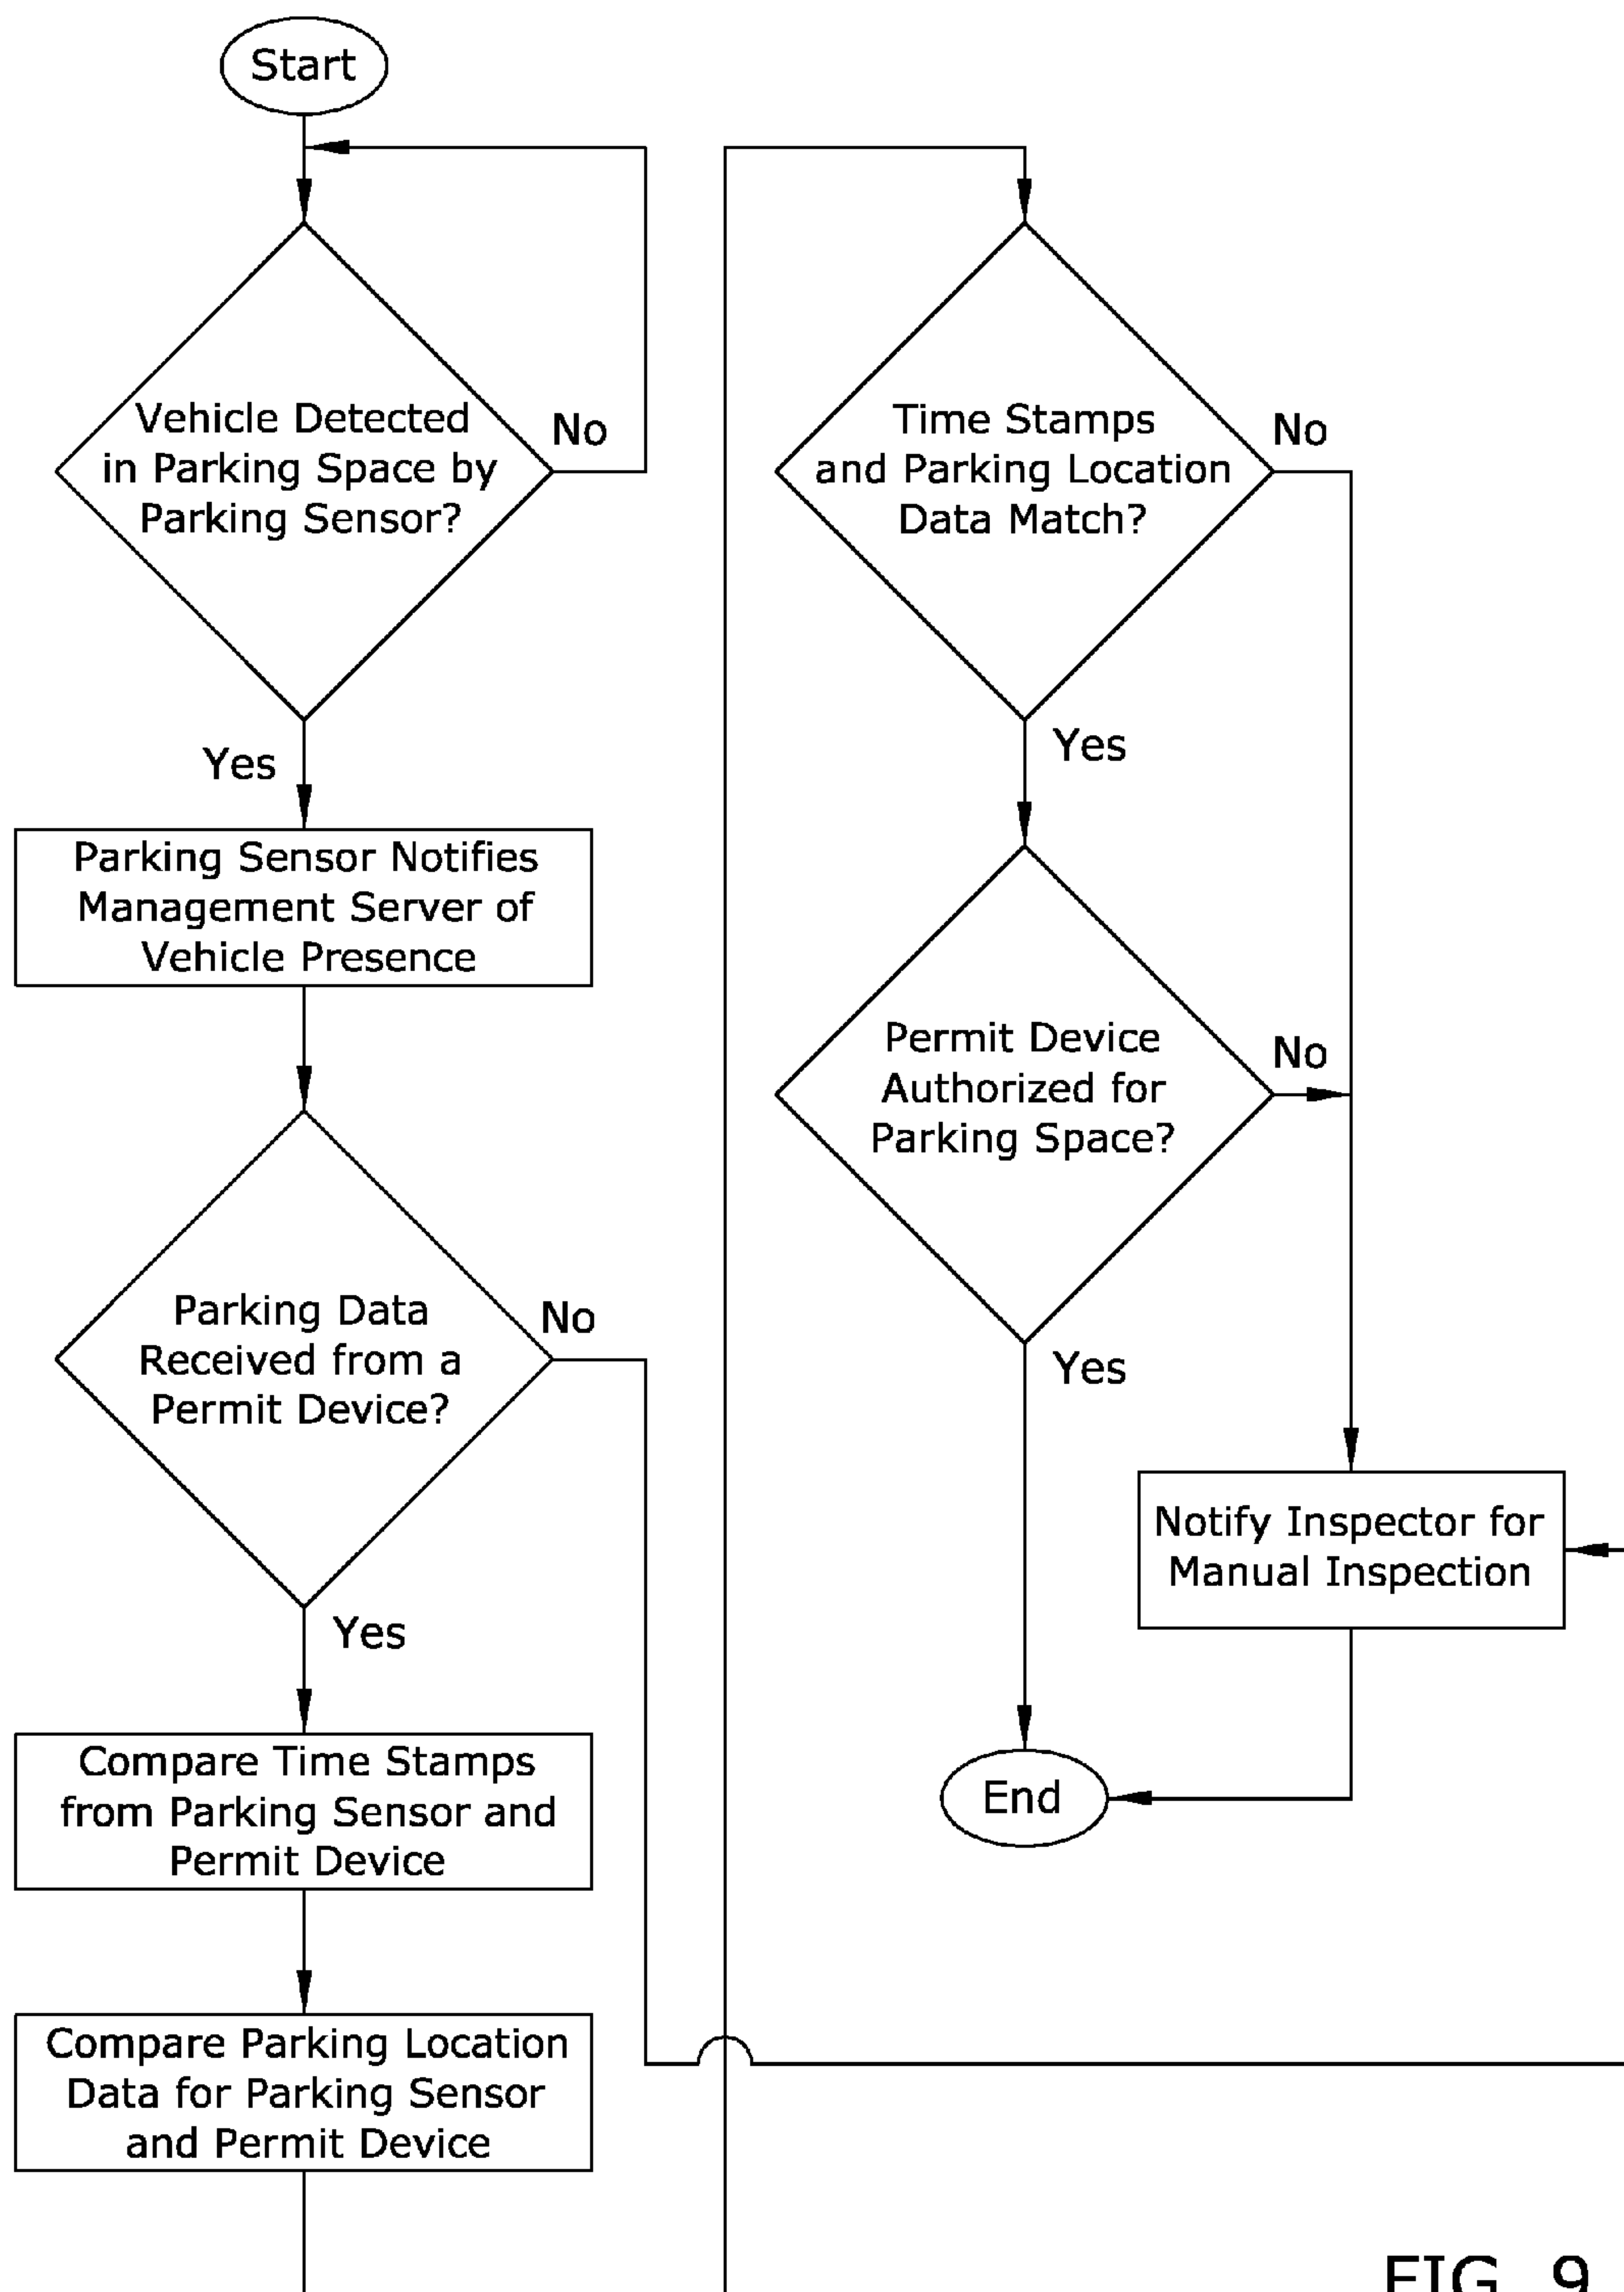 Start
Vehicle Detected
in Parking Space by
Parking Sensor?
No
Yes
Parking Sensor Notifies
Management Server of
Vehicle Presence
Parking Data
Received from a
Permit Device?
No
Yes
Compare Time Stamps
from Parking Sensor and
Permit Device
Compare Parking Location
Data for Parking Sensor
and Permit Device
Time Stamps
and Parking Location
Data Match?
No
Yes
Permit Device
Authorized for
Parking Space?
No
Yes
Notify Inspector for
Manual Inspection
End
FIG. 9